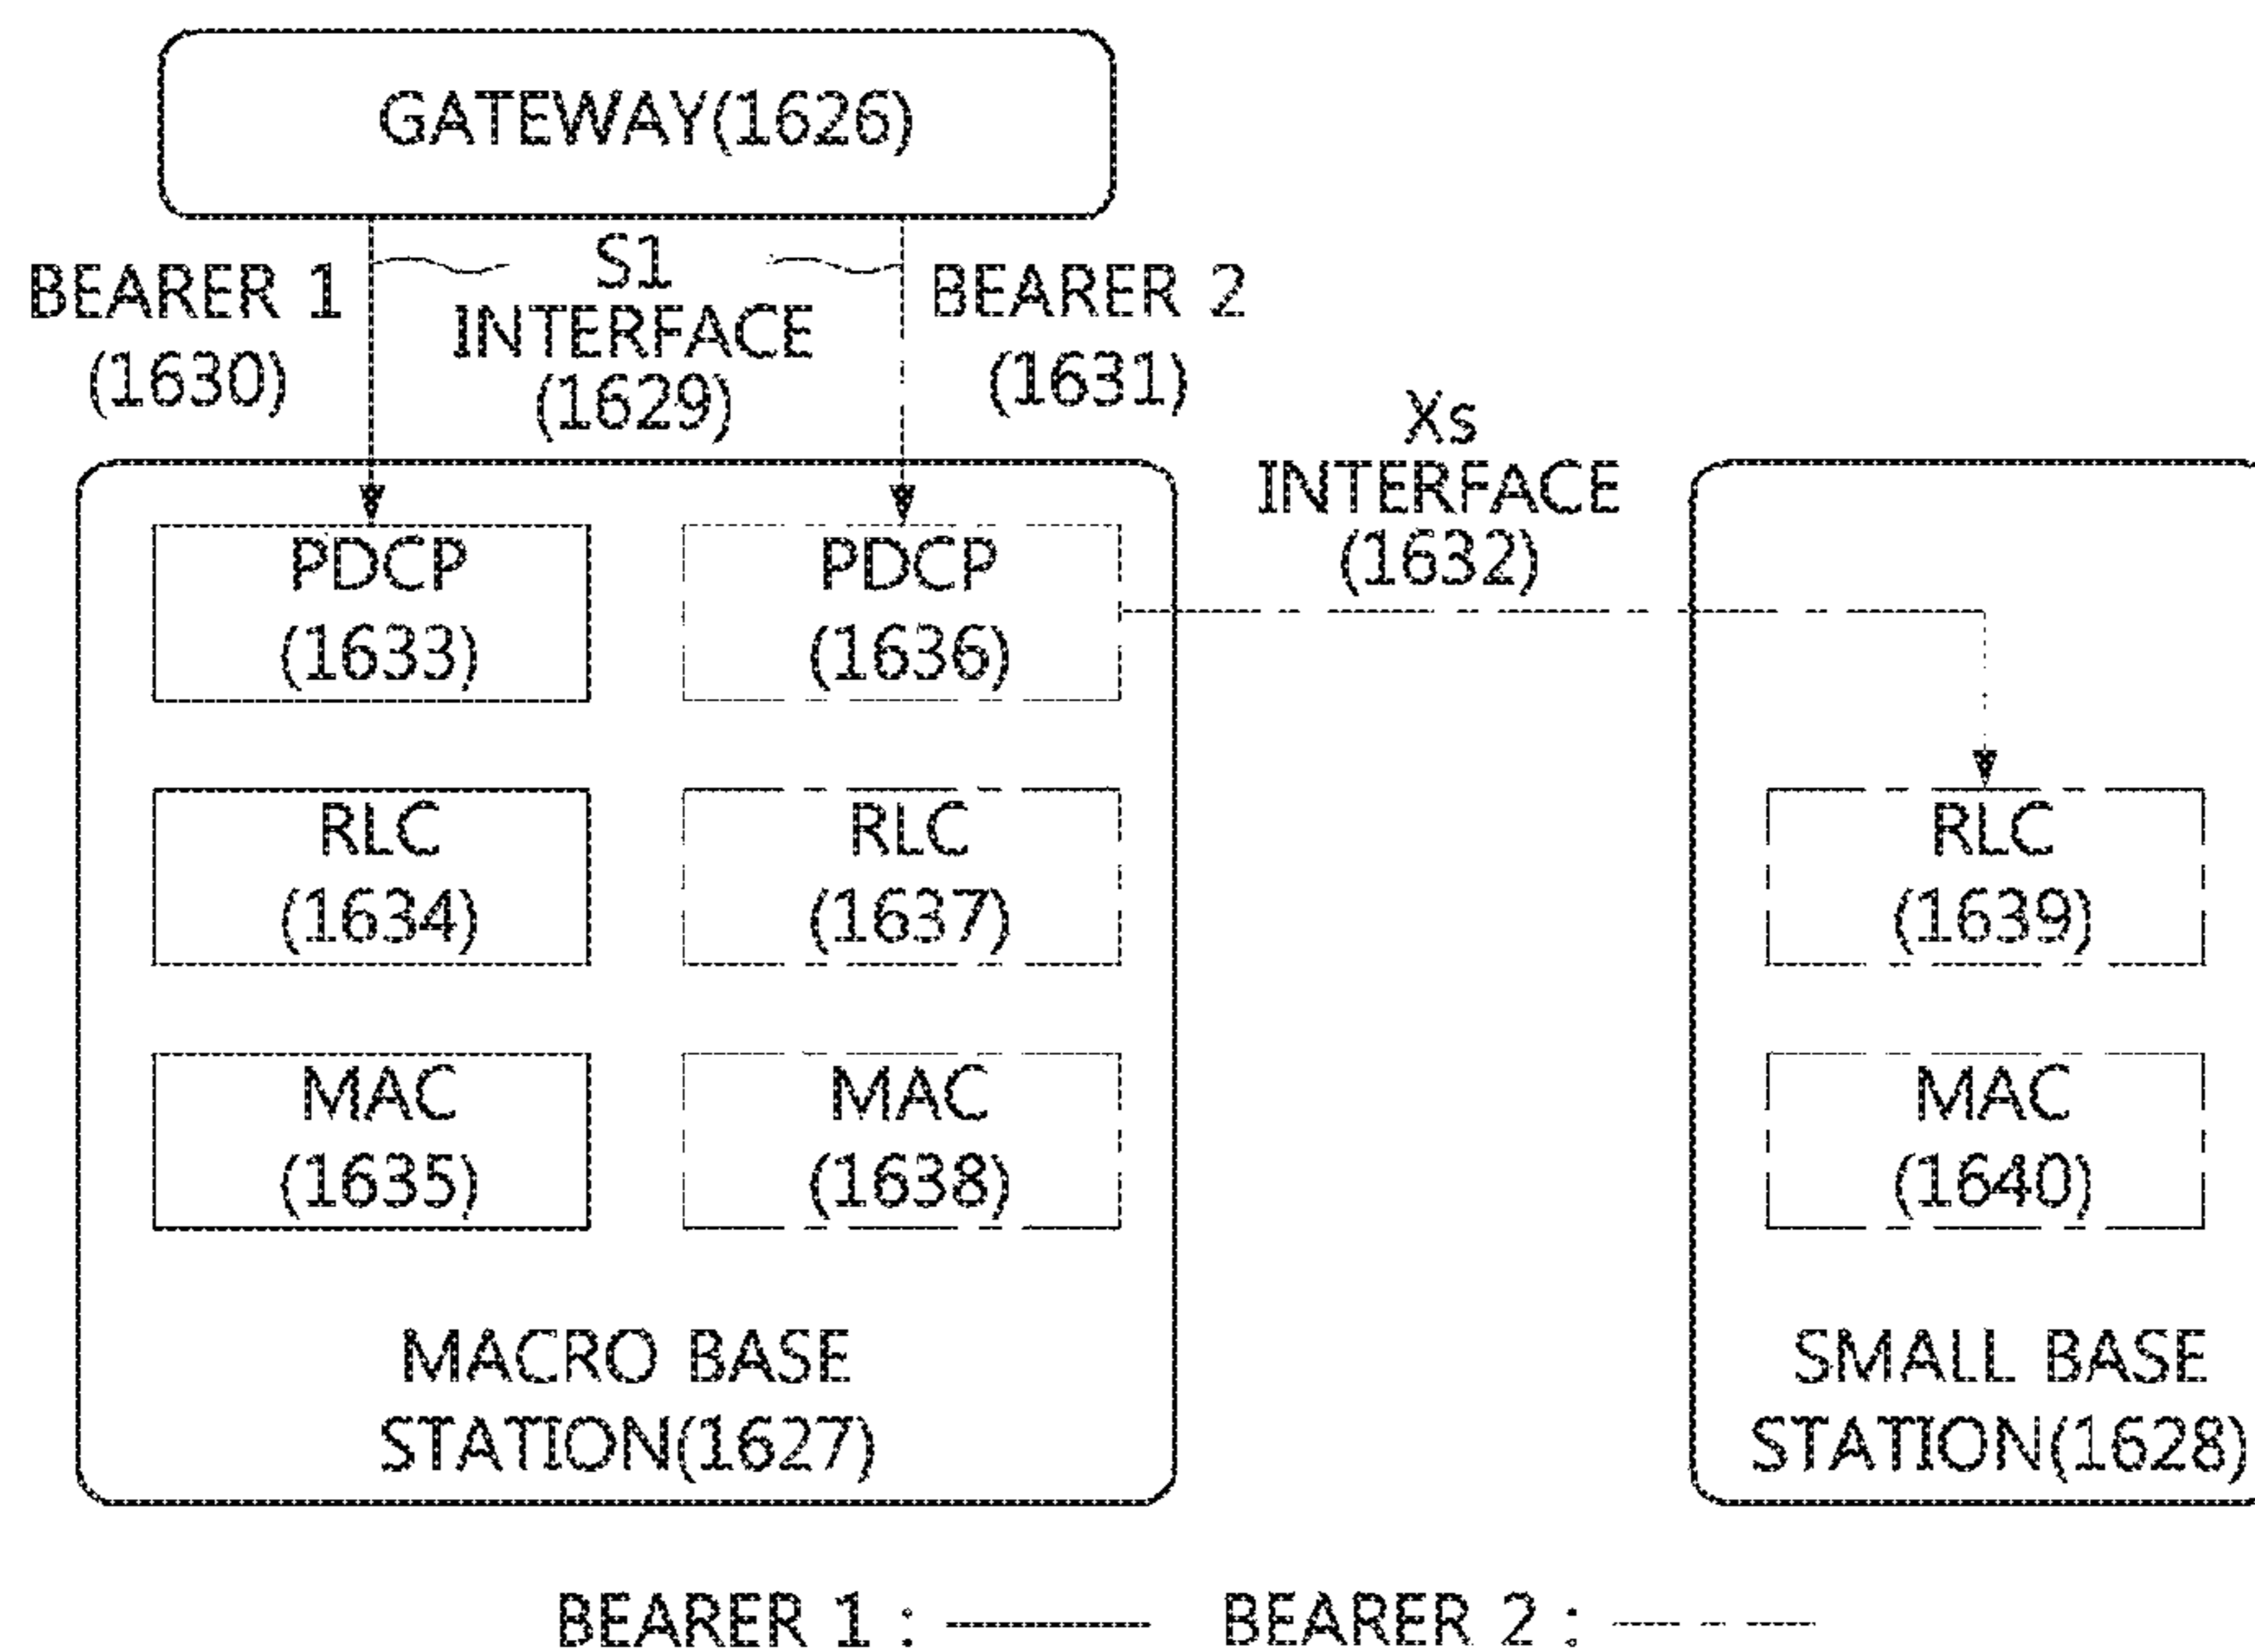 GATEWAY(1626)
BEARER 1
(1630)
S1
INTERFACE
(1629)
BEARER 2
(1631)
Xs
INTERFACE
(1632)
PDCP
(1633)
PDCP
(1636)
RLC
(1634)
RLC
(1637)
RLC
(1639)
MAC
(1635)
MAC
(1638)
MAC
(1640)
MACRO BASE
STATION(1627)
SMALL BASE
STATION(1628)
BEARER 1 :
BEARER 2 :